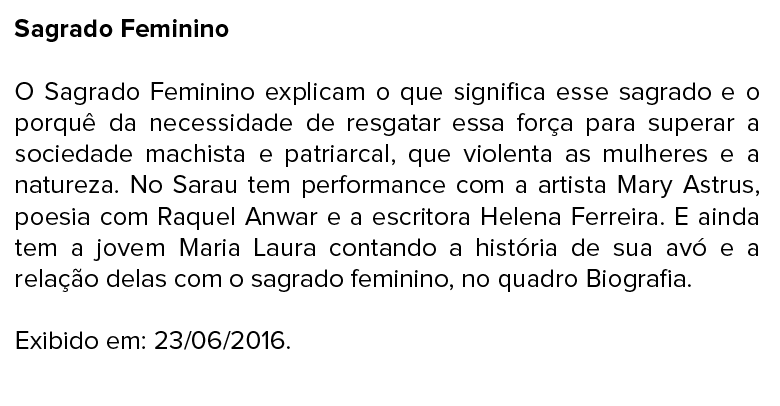 Sagrado Feminino
O Sagrado Feminino explicam o que significa esse sagrado e o
porquê da necessidade de resgatar essa força para superar a
sociedade machista e patriarcal, que violenta as mulheres e a
natureza. No Sarau tem performance com a artista Mary Astrus,
poesia com Raquel Anwar e a escritora Helena Ferreira. E ainda
tem a jovem Maria Laura contando a história de sua avó e a
relação delas com o sagrado feminino, no quadro Biografia.
Exibido em: 23/06/2016.